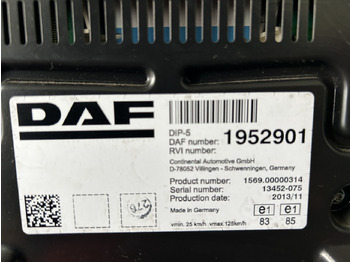 DAF
DIP-5
DAF number: 1952901
RVI number:
Continental Automotive GmbH
D-78052 Villingen - Schwenningen, Germany
Product number 1569.00000314
Serial number: 13452-075
Production date: 2013/11
276
Made in Germany
e1 e1
vmin. 25 km/h vmax. 125km/h 83 85